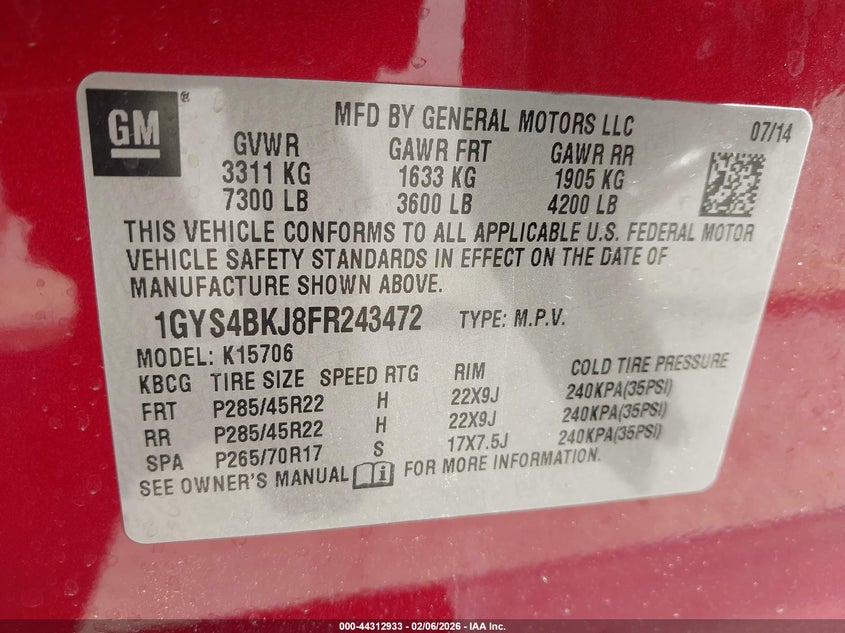 GM®
MFD BY GENERAL MOTORS LLC 07/14
GVWR GAWR FRT GAWR RR
3311 KG 1633 KG 1905 KG
7300 LB 3600 LB 4200 LB
THIS VEHICLE CONFORMS TO ALL APPLICABLE U.S. FEDERAL MOTOR
VEHICLE SAFETY STANDARDS IN EFFECT ON THE DATE OF
MANUFACTURE SHOWN ABOVE.
1GYS4BKJ8FR243472 TYPE: M.P.V.
MODEL: K15706
KBCG TIRE SIZE SPEED RTG RIM COLD TIRE PRESSURE
FRT P285/45R22 H 22X9J 240KPA(35PSI)
RR P285/45R22 H 22X9J 240KPA(35PSI)
SPA P265/70R17 S 17X7.5J 240KPA(35PSI)
SEE OWNER'S MANUAL i FOR MORE INFORMATION.
000-44312933 - 02/06/2026 - IAA Inc.